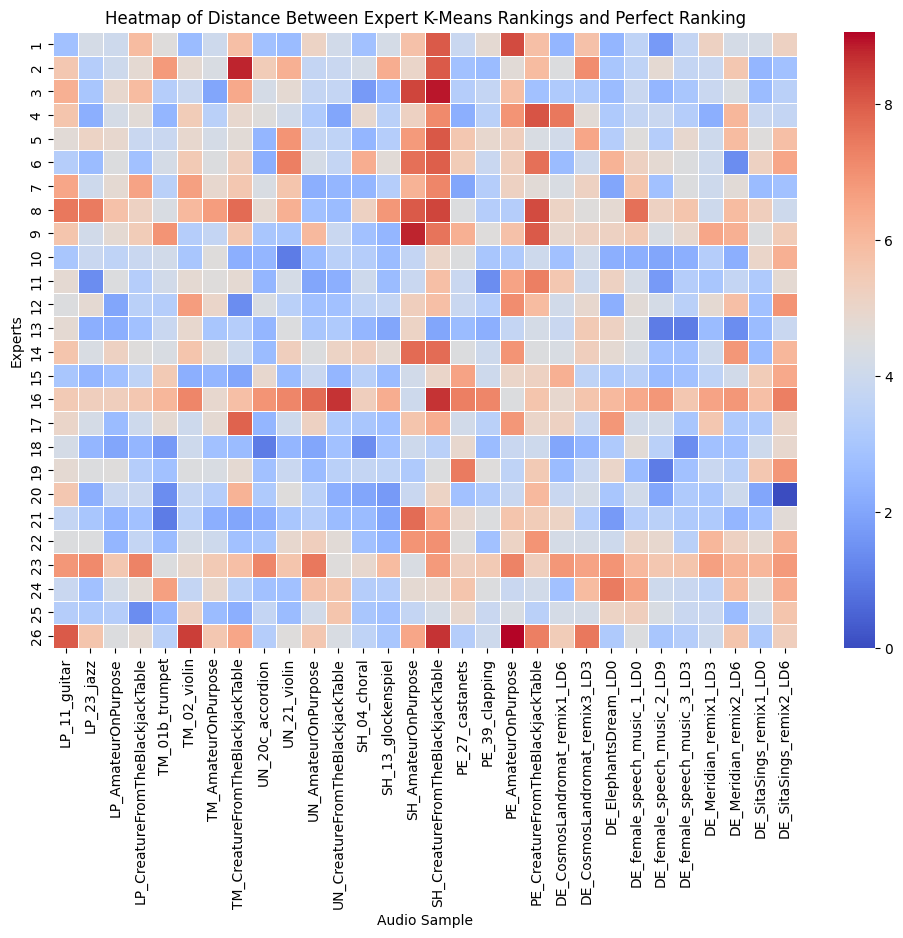 Heatmap of Distance Between Expert K-Means Rankings and Perfect Ranking
Experts
1
2
3
4
5
6
7
8
9
10
11
12
13
14
15
16
17
18
19
20
21
22
23
24
25
26
LP_11_guitar
LP_23_jazz
LP_AmateurOnPurpose
LP_CreatureFromTheBlackjackTable
TM_01b_trumpet
TM_02_violin
TM_AmateurOnPurpose
TM_CreatureFromTheBlackjackTable
UN_20c_accordion
UN_21_violin
UN_AmateurOnPurpose
UN_CreatureFromTheBlackjackTable
SH_04_choral
SH_13_glockenspiel
SH_AmateurOnPurpose
SH_CreatureFromTheBlackjackTable
PE_27_castanets
PE_39_clapping
PE_AmateurOnPurpose
PE_CreatureFromTheBlackjackTable
DE_CosmosLandromat_remix1_LD6
DE_CosmosLandromat_remix3_LD3
DE_ElephantsDream_LD0
DE_female_speech_music_1_LD0
DE_female_speech_music_2_LD9
DE_female_speech_music_3_LD3
DE_Meridian_remix1_LD3
DE_Meridian_remix2_LD6
DE_SitaSings_remix1_LD0
DE_SitaSings_remix2_LD6
Audio Sample
8
6
4
2
0